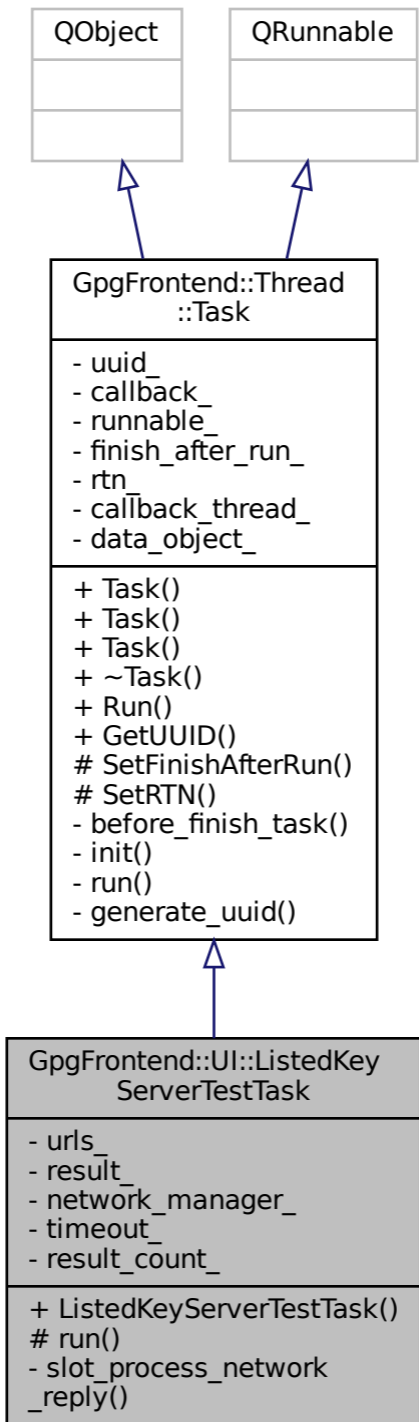 QObject
QRunnable
GpgFrontend::Thread
::Task
- uuid_
- callback_
- runnable_
- finish_after_run_
- rtn_
- callback_thread_
- data_object_
+ Task()
+ Task()
+ Task()
+ ~Task()
+ Run()
+ GetUUID()
# SetFinishAfterRun()
# SetRTN()
- before_finish_task()
- init()
- run()
- generate_uuid()
GpgFrontend::UI::ListedKey
ServerTestTask
- urls_
- result_
- network_manager_
- timeout_
- result_count_
+ ListedKeyServerTestTask()
# run()
- slot_process_network
_reply()